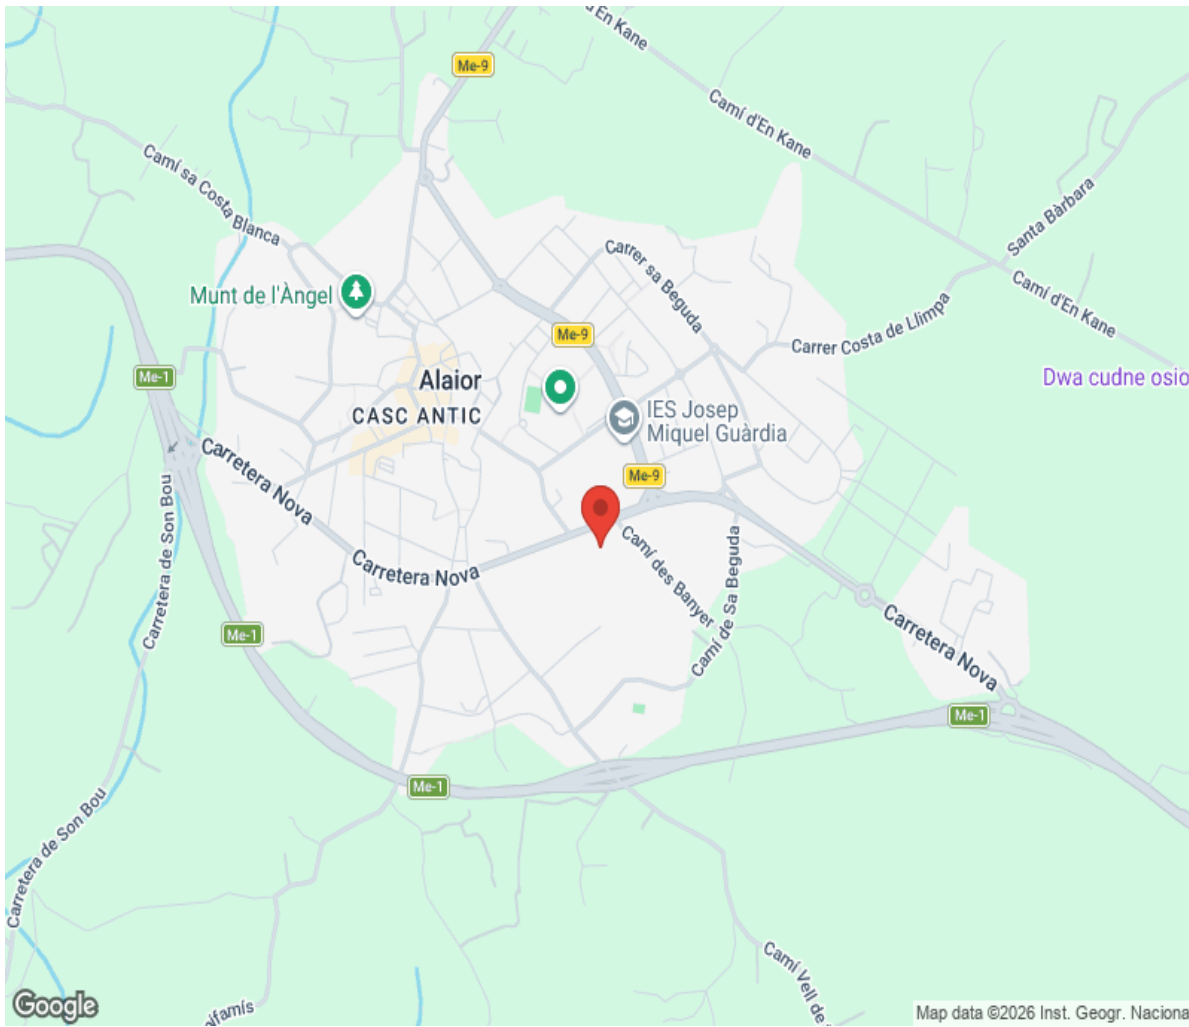 d'En Kane
Me-9
Camí d'En Kane
Camí sa Costa Blanca
Santa Bàrbara
Carrer sa Beguda
Camí d'En Kane
Munt de l'Àngel
Me-9
Carrer Costa de Llimpa
Me-1
Alaior
Dwa cudne osio
CASC ANTIC
IES Josep
Miquel Guàrdia
Carretera Nova
Me-9
Carretera de Son Bou
Camí des Banyer
Carretera Nova
Camí de Sa Beguda
Me-1
Carretera Nova
Me-1
Me-1
Carretera de Son Bou
Camí Vell de
Google
Map data ©2026 Inst. Geogr. Naciona